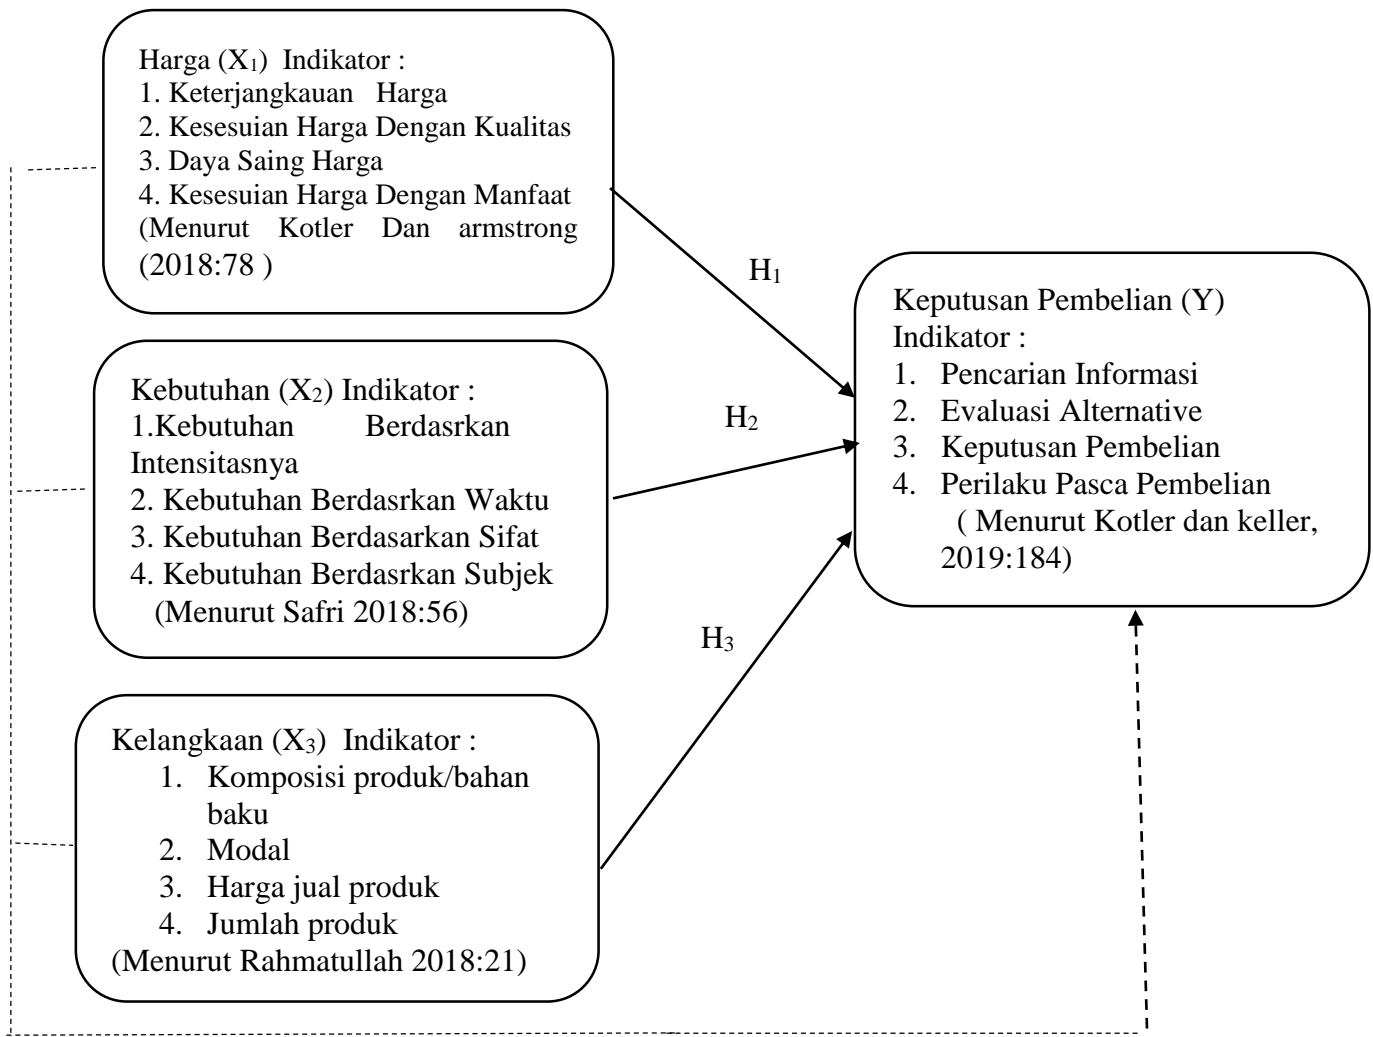 Harga (X₁) Indikator :
1. Keterjangkauan Harga
2. Kesesuian Harga Dengan Kualitas
3. Daya Saing Harga
4. Kesesuian Harga Dengan Manfaat
(Menurut Kotler Dan armstrong
(2018:78 )
H₁
Keputusan Pembelian (Y)
Indikator :
1. Pencarian Informasi
2. Evaluasi Alternative
3. Keputusan Pembelian
4. Perilaku Pasca Pembelian
( Menurut Kotler dan keller,
2019:184)
Kebutuhan (X₂) Indikator :
1.Kebutuhan Berdasrkan
Intensitasnya
2. Kebutuhan Berdasrkan Waktu
3. Kebutuhan Berdasarkan Sifat
4. Kebutuhan Berdasrkan Subjek
(Menurut Safri 2018:56)
H₂
H₃
Kelangkaan (X₃) Indikator :
1. Komposisi produk/bahan
baku
2. Modal
3. Harga jual produk
4. Jumlah produk
(Menurut Rahmatullah 2018:21)